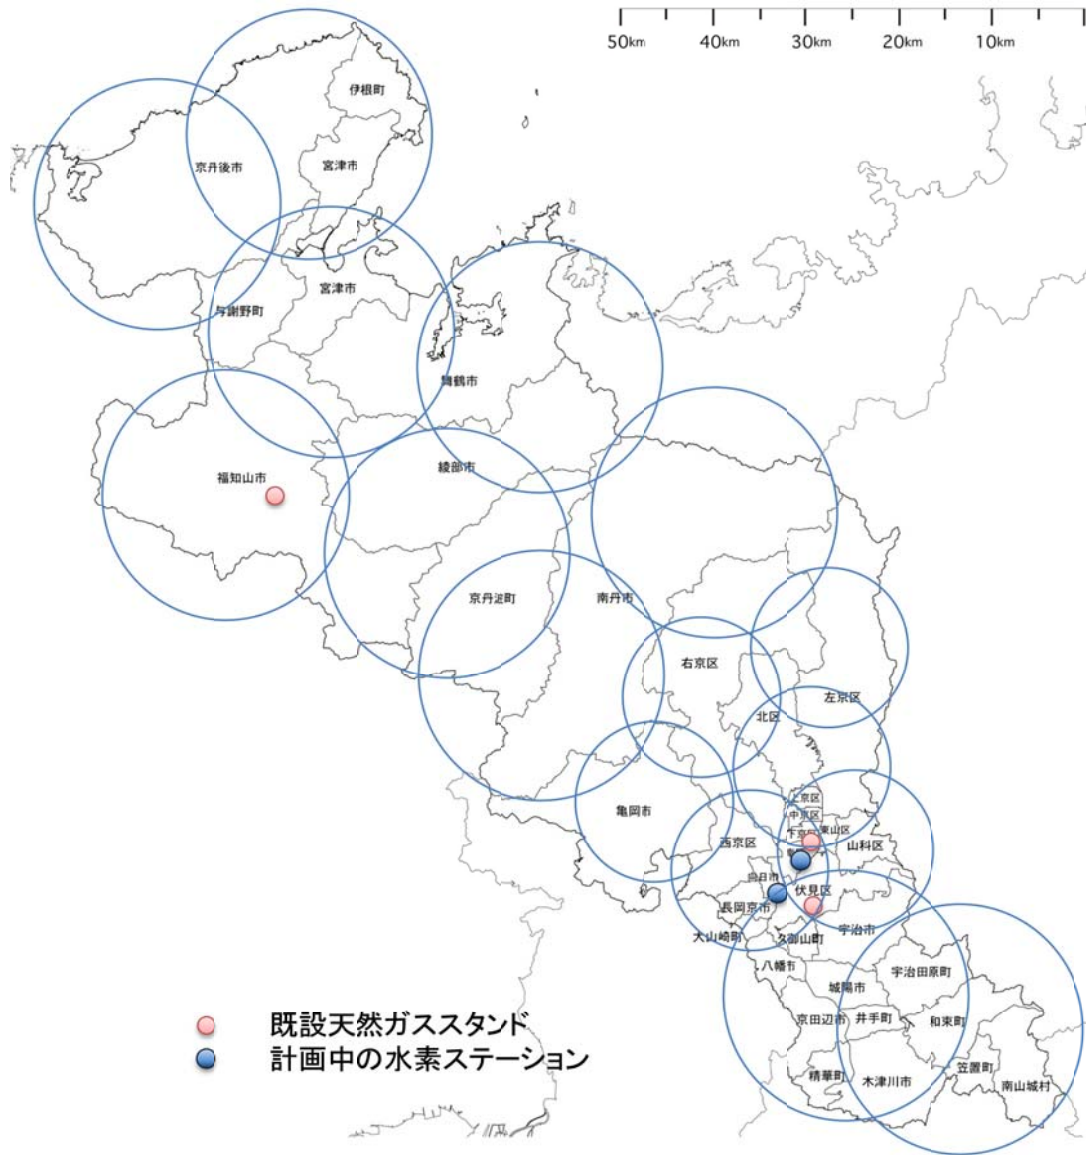 50km 40km 30km 20km 10km
伊根町
京丹後市
宮津市
宮津市
与謝野町
舞鶴市
綾部市
福知山市
京丹波町
南丹市
右京区
左京区
北区
上京区
中京区
亀岡市
下京区
東山区
西京区
山科区
向日市
伏見区
長岡京市
宇治市
大山崎町
久御山町
八幡市
宇治田原町
城陽市
京田辺市
井手町
和束町
笠置町
精華町
木津川市
南山城村
既設天然ガススタンド
計画中の水素ステーション